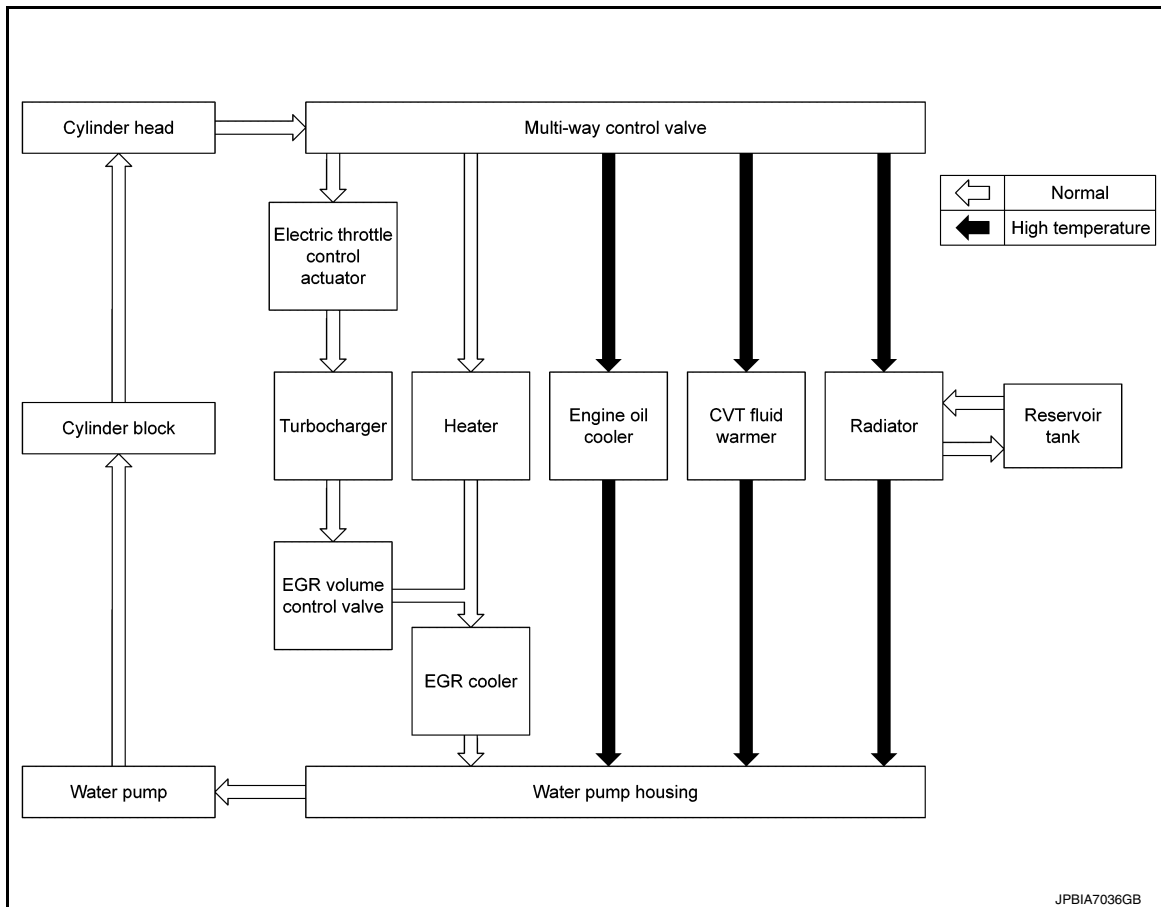 Cylinder head
Multi-way control valve
Normal
High temperature
Electric throttle
control
actuator
Cylinder block
Turbocharger
Heater
Engine oil
cooler
CVT fluid
warmer
Radiator
Reservoir
tank
EGR volume
control valve
EGR cooler
Water pump
Water pump housing
JPBIA7036GB